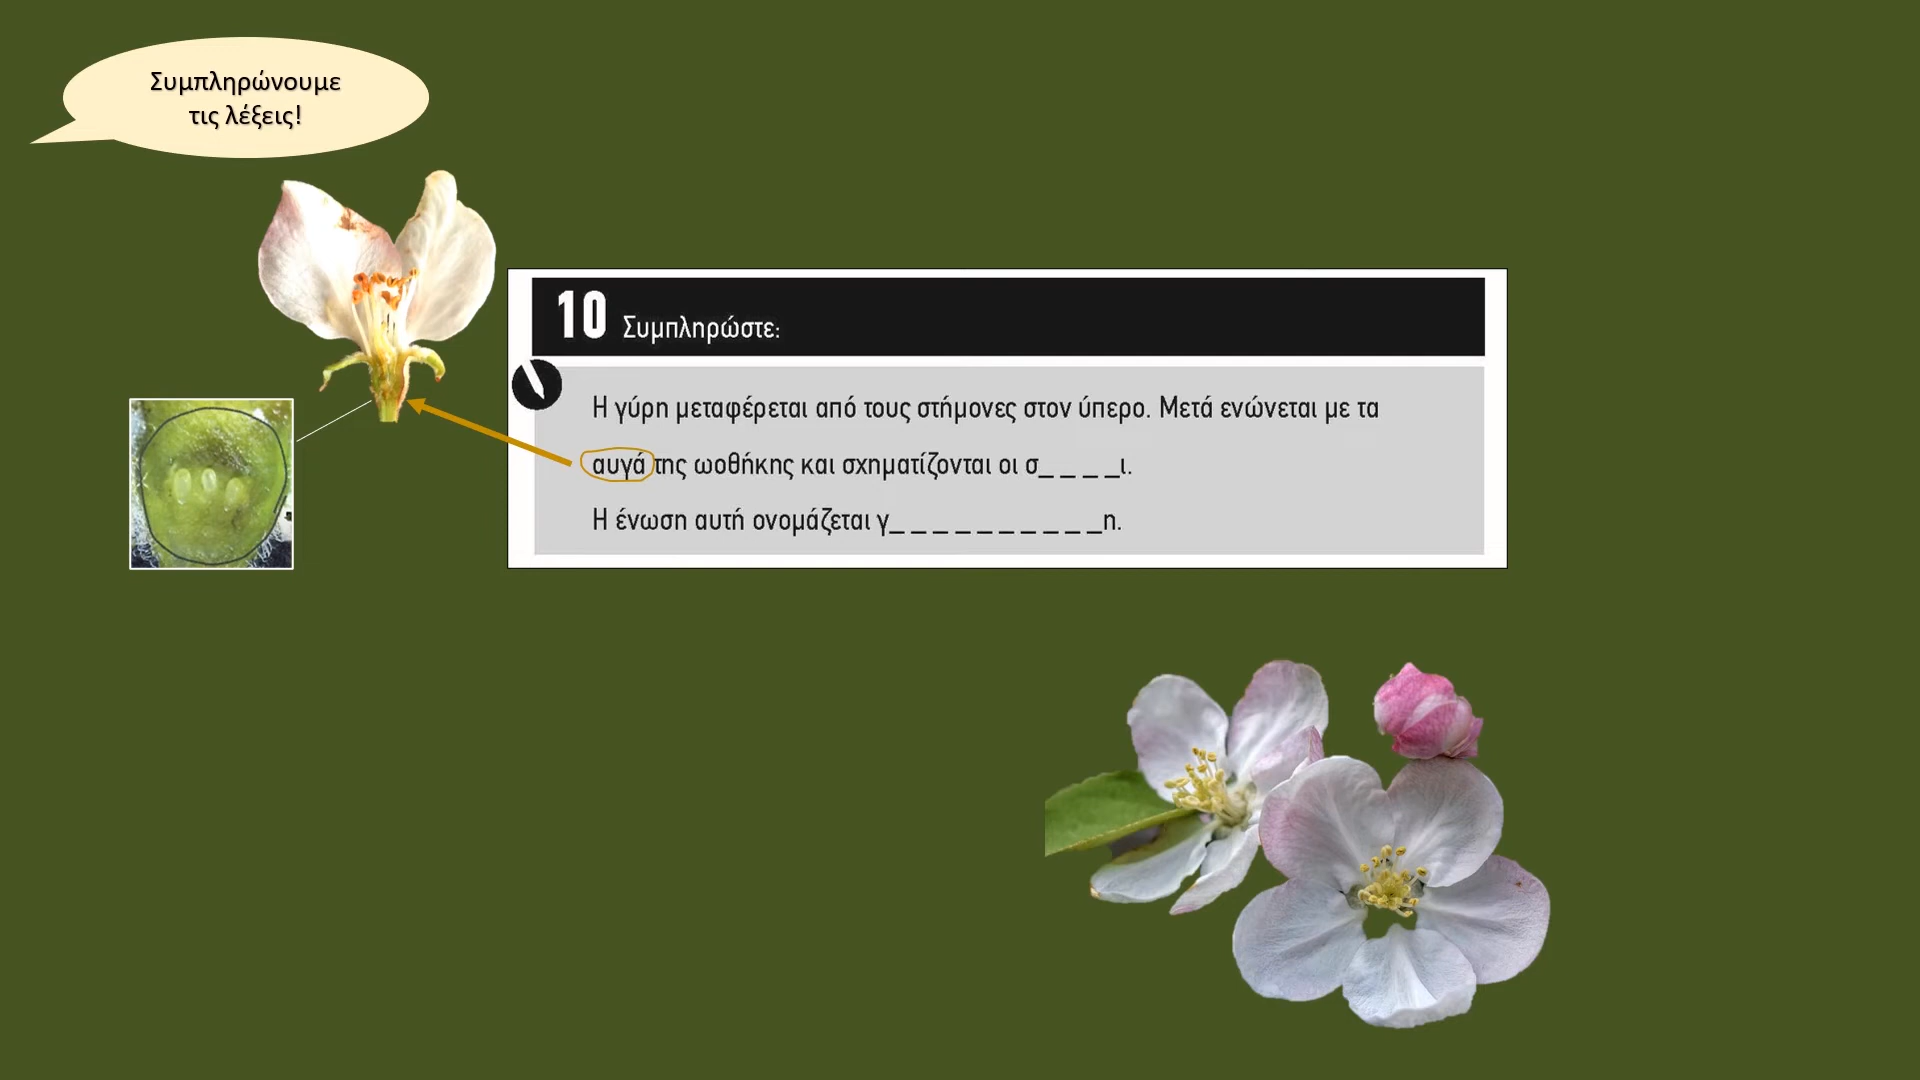 Συμπληρώνουμε
τις λέξεις!
10 Συμπληρώστε:
Η γύρη μεταφέρεται από τους στήμονες στον ύπερο. Μετά ενώνεται με τα
αυγά της ωοθήκης και σχηματίζονται οι σ_ _ _ _ι.
Η ένωση αυτή ονομάζεται γ_ _ _ _ _ _ _ _ _ _η.